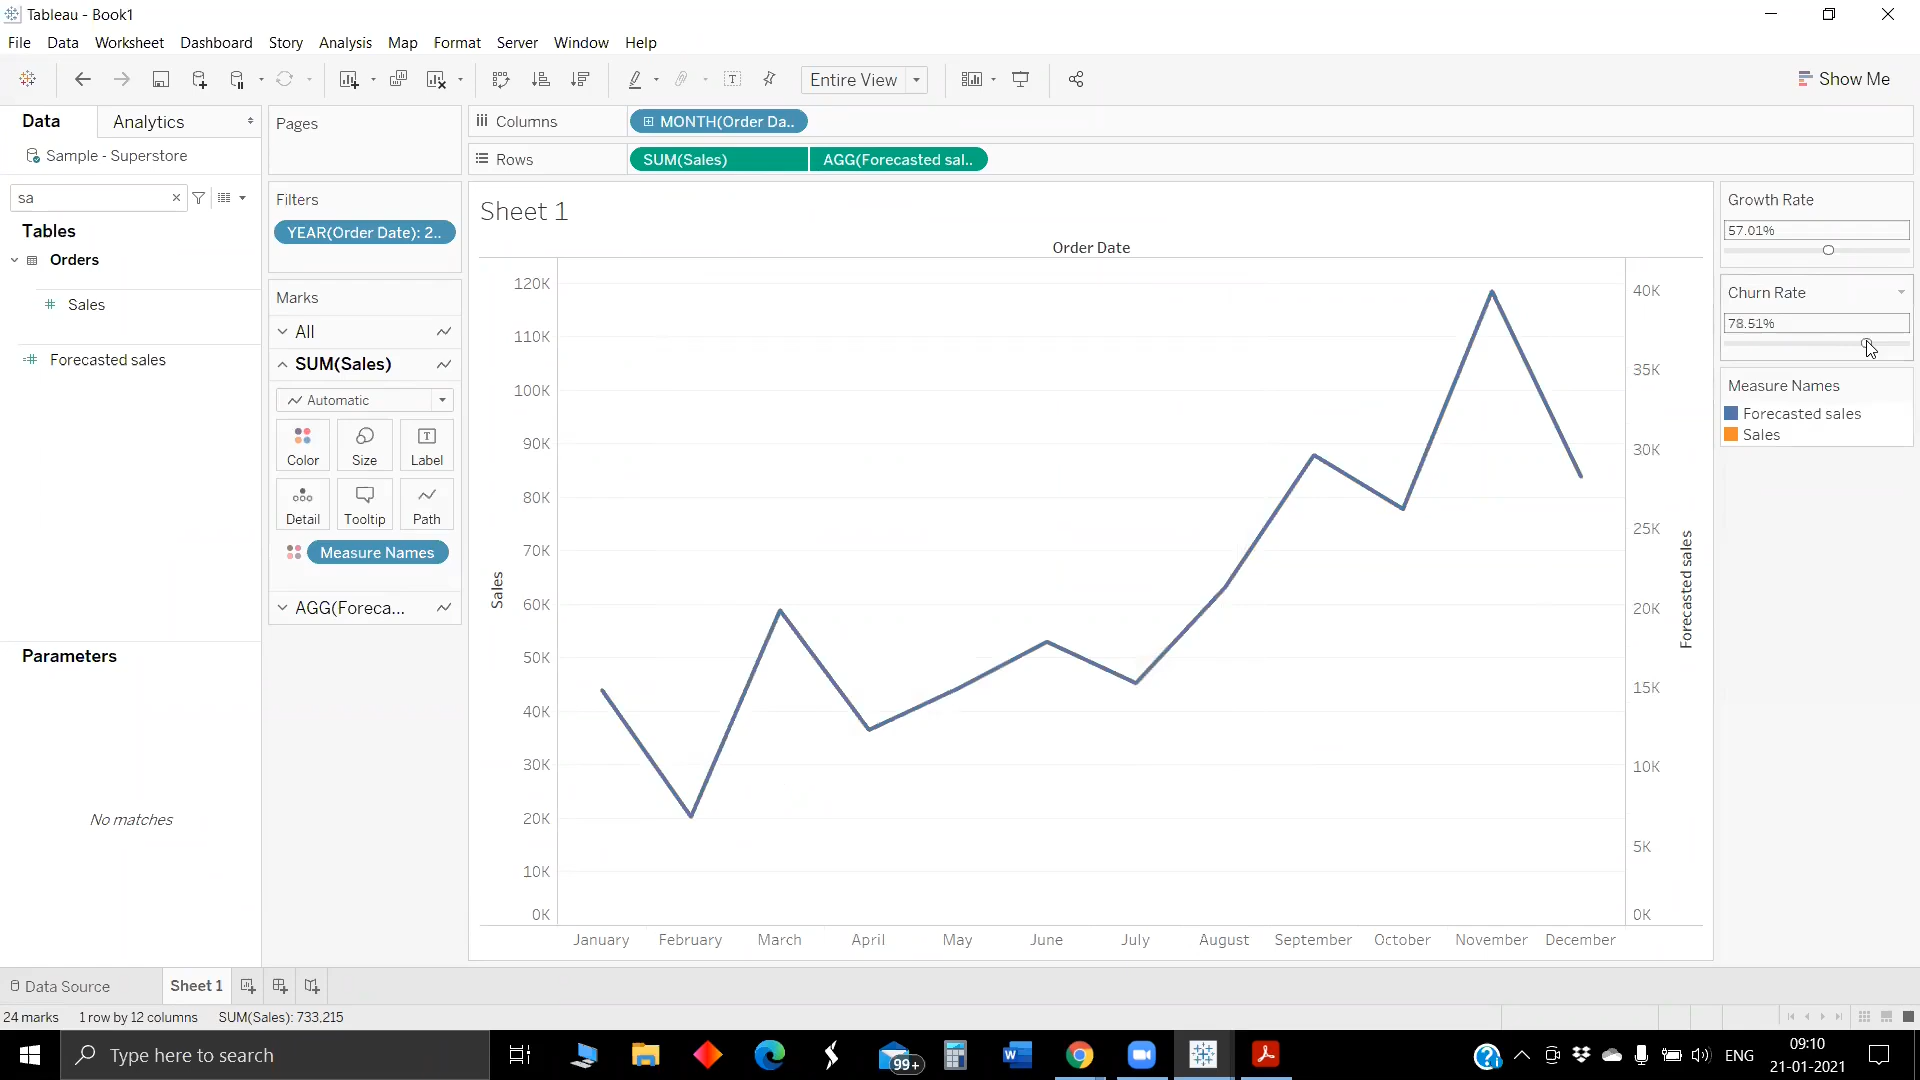 Tableau - Book1
File Data Worksheet Dashboard Story Analysis Map Format Server Window Help
Entire View
Show Me
Data Analytics
Sample - Superstore
sa
Tables
Orders
Sales
Forecasted sales
Parameters
No matches
Pages
Filters
YEAR(Order Date): 2..
Marks
All
SUM(Sales)
Automatic
Color Size Label
Detail Tooltip Path
Measure Names
AGG(Foreca...
Columns MONTH(Order Da..
Rows SUM(Sales) AGG(Forecasted sal..
Sheet 1
Order Date
120K
110K
100K
90K
80K
70K
60K
50K
40K
30K
20K
10K
0K
Sales
40K
35K
30K
25K
20K
15K
10K
5K
0K
Forecasted sales
January February March April May June July August September October November December
Growth Rate
57.01%
Churn Rate
78.51%
Measure Names
Forecasted sales
Sales
Data Source Sheet 1
24 marks 1 row by 12 columns SUM(Sales): 733,215
Type here to search
99+
ENG
09:10
21-01-2021